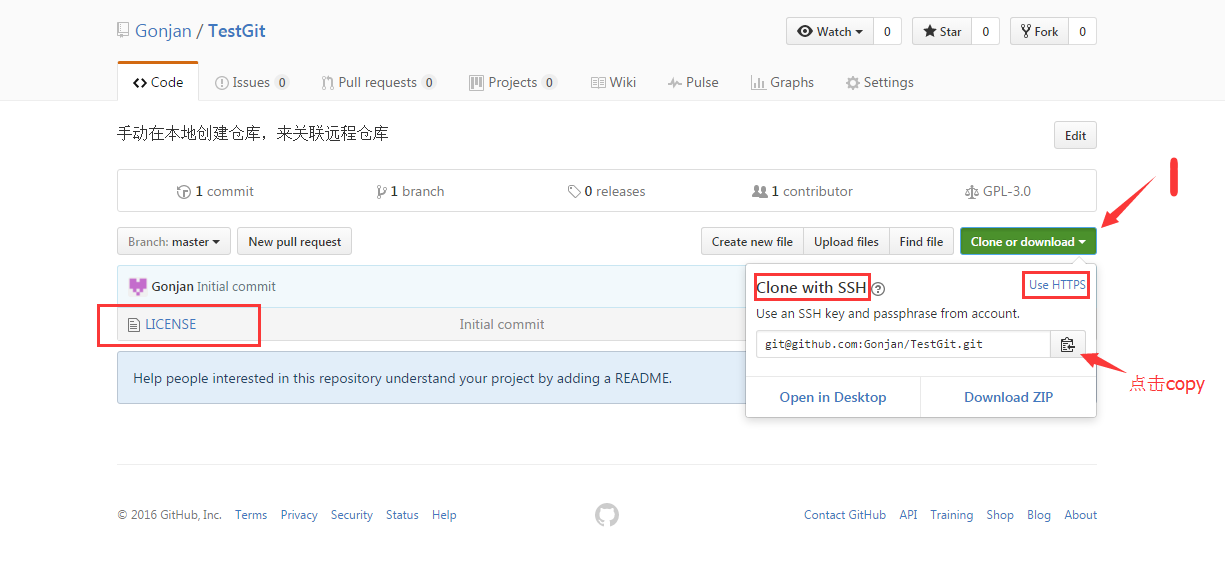 Gonjan / TestGit
Watch 0 Star 0 Fork 0
Code Issues 0 Pull requests 0 Projects 0 Wiki Pulse Graphs Settings
手动在本地创建仓库，来关联远程仓库
Edit
1 commit 1 branch 0 releases 1 contributor GPL-3.0
1
Branch: master New pull request Create new file Upload files Find file Clone or download
Gonjan Initial commit
LICENSE Initial commit
Help people interested in this repository understand your project by adding a README.
Clone with SSH ? Use HTTPS
Use an SSH key and passphrase from account.
git@github.com:Gonjan/TestGit.git
点击copy
Open in Desktop Download ZIP
© 2016 GitHub, Inc. Terms Privacy Security Status Help Contact GitHub API Training Shop Blog About